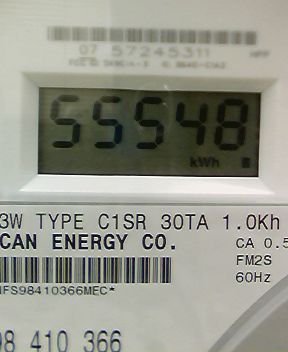 07 57245311
55548
kWh
3W TYPE C1SR 30TA 1.0Kh
CAN ENERGY CO.
CA 0.5
FM2S
60Hz
NFS98410366MEC*
98 410 366